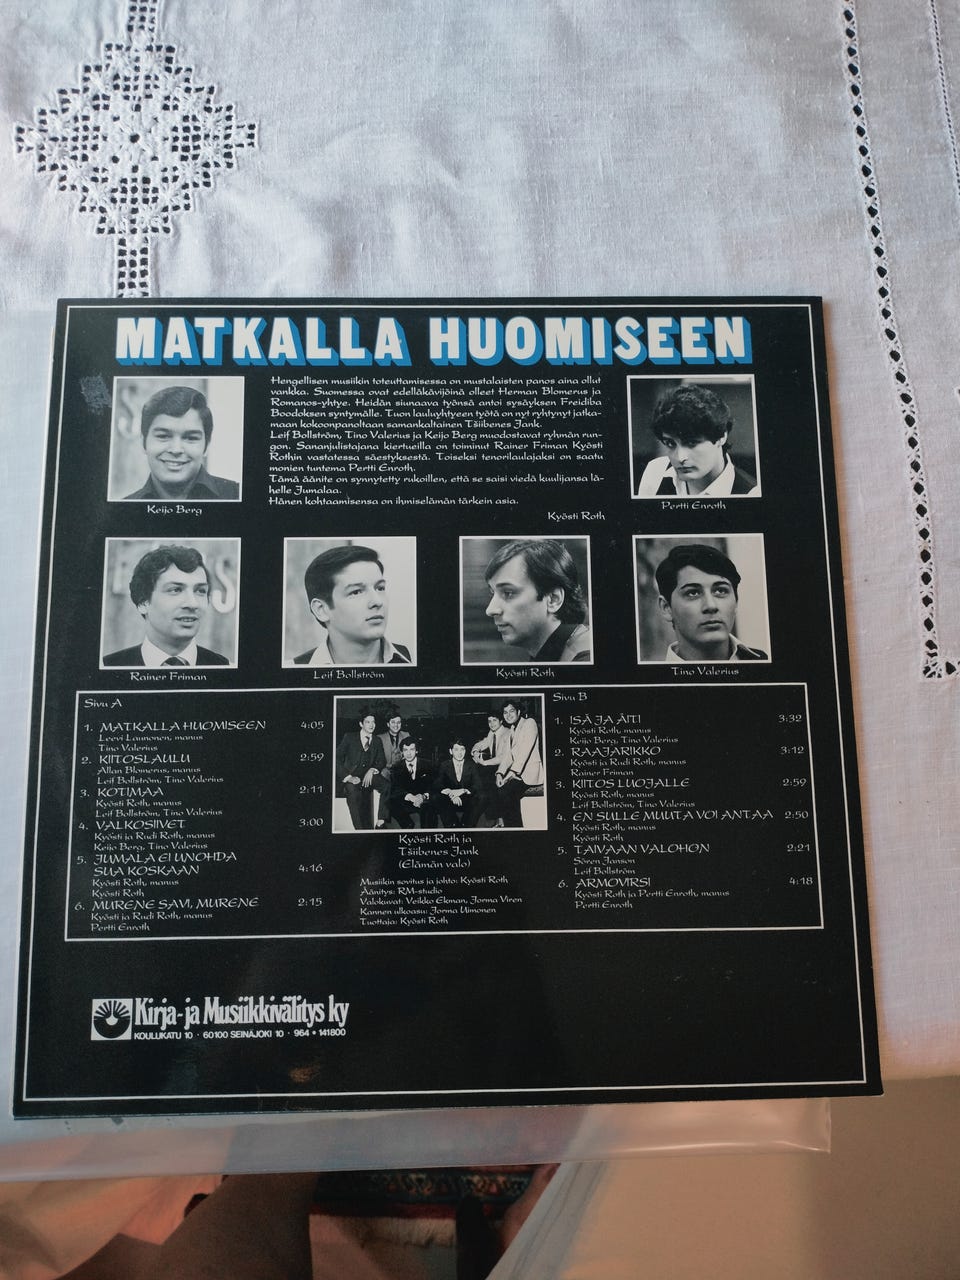 MATKALLA HUOMISEEN
Hengellisen musiikin toteuttamisessa on mustalaisten panos aina ollut
vankka. Suomessa ovat edelläkävijöinä olleet Herman Blomerus ja
Romanos-yhtye. Heidän siunaava työnsä antoi sysäyksen Freidiba
Boodoksen syntymälle. Tuon lauluyhtyeen työtä on nyt ryhtynyt jatka-
maan kokoonpanoltaan samankaltainen Tšiibenes Jank.
Leif Bollström, Tino Valerius ja Keijo Berg muodostavat ryhmän run-
gon. Sananjulistajana kiertueilla on toiminut Rainer Friman Kyösti
Rothin vastatessa säestyksestä. Toiseksi tenorilaulajaksi on saatu
monien tuntema Pertti Enroth.
Tämä äänite on synnytetty rukoillen, että se saisi viedä kuulijansa lä-
helle Jumalaa.
Hänen kohtaamisensa on ihmiselämän tärkein asia.
Kyösti Roth
Keijo Berg
Pertti Enroth
Rainer Friman
Leif Bollström
Kyösti Roth
Tino Valerius
Sivu A
1. MATKALLA HUOMISEEN 4:05
Leevi Launonen, manus
Tino Valerius
2. KIITOSLAULU 2:59
Allan Blomerus, manus
Leif Bollström, Tino Valerius
3. KOTIMAA 2:11
Kyösti Roth, manus
Leif Bollström, Tino Valerius
4. VALKOSIIVET 3:00
Kyösti ja Rudi Roth, manus
Keijo Berg, Tino Valerius
5. JUMALA EI UNOHDA
SUA KOSKAAN 4:16
Kyösti Roth, manus
Kyösti Roth
6. MURENE SAVI, MURENE 2:15
Kyösti ja Rudi Roth, manus
Pertti Enroth
Kyösti Roth ja
Tšiibenes Jank
(Elämän valo)
Musiikin sovitus ja johto: Kyösti Roth
Äänitys: RM-studio
Valokuvat: Veikko Ekman, Jorma Viren
Kannen ulkoasu: Jorma Uimonen
Tuottaja: Kyösti Roth
Sivu B
1. ISÄ JA ÄITI 3:32
Kyösti Roth, manus
Keijo Berg, Tino Valerius
2. RAAJARIKKO 3:12
Kyösti ja Rudi Roth, manus
Rainer Friman
3. KIITOS LUOJALLE 2:59
Kyösti Roth, manus
Leif Bollström, Tino Valerius
4. EN SULLE MUUTA VOI ANTAA 2:50
Kyösti Roth, manus
Kyösti Roth
5. TAIVAAN VALOHON 2:21
Sören Janson
Leif Bollström
6. ARMOVIRSI 4:18
Kyösti Roth ja Pertti Enroth, manus
Pertti Enroth
Kirja- ja Musiikkivälitys ky
KOULUKATU 10 · 60100 SEINÄJOKI 10 · 964 • 141800